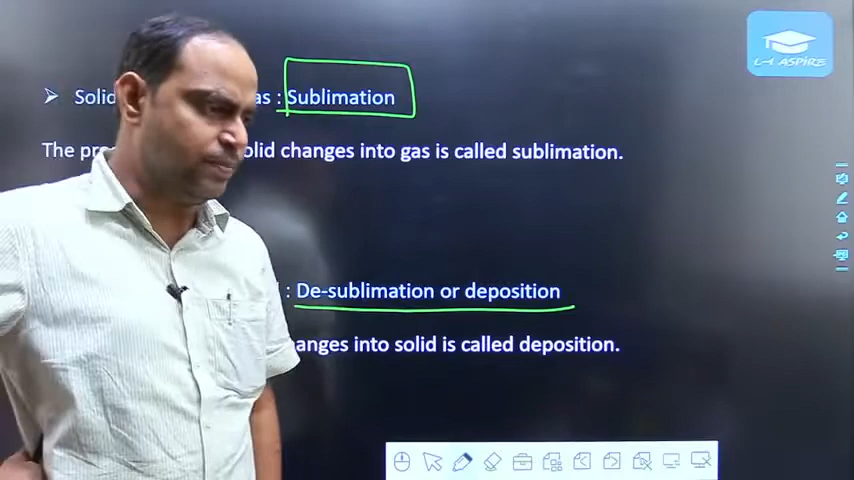 L-1 ASPIRE
Solid as : Sublimation
The pr olid changes into gas is called sublimation.
: De-sublimation or deposition
anges into solid is called deposition.